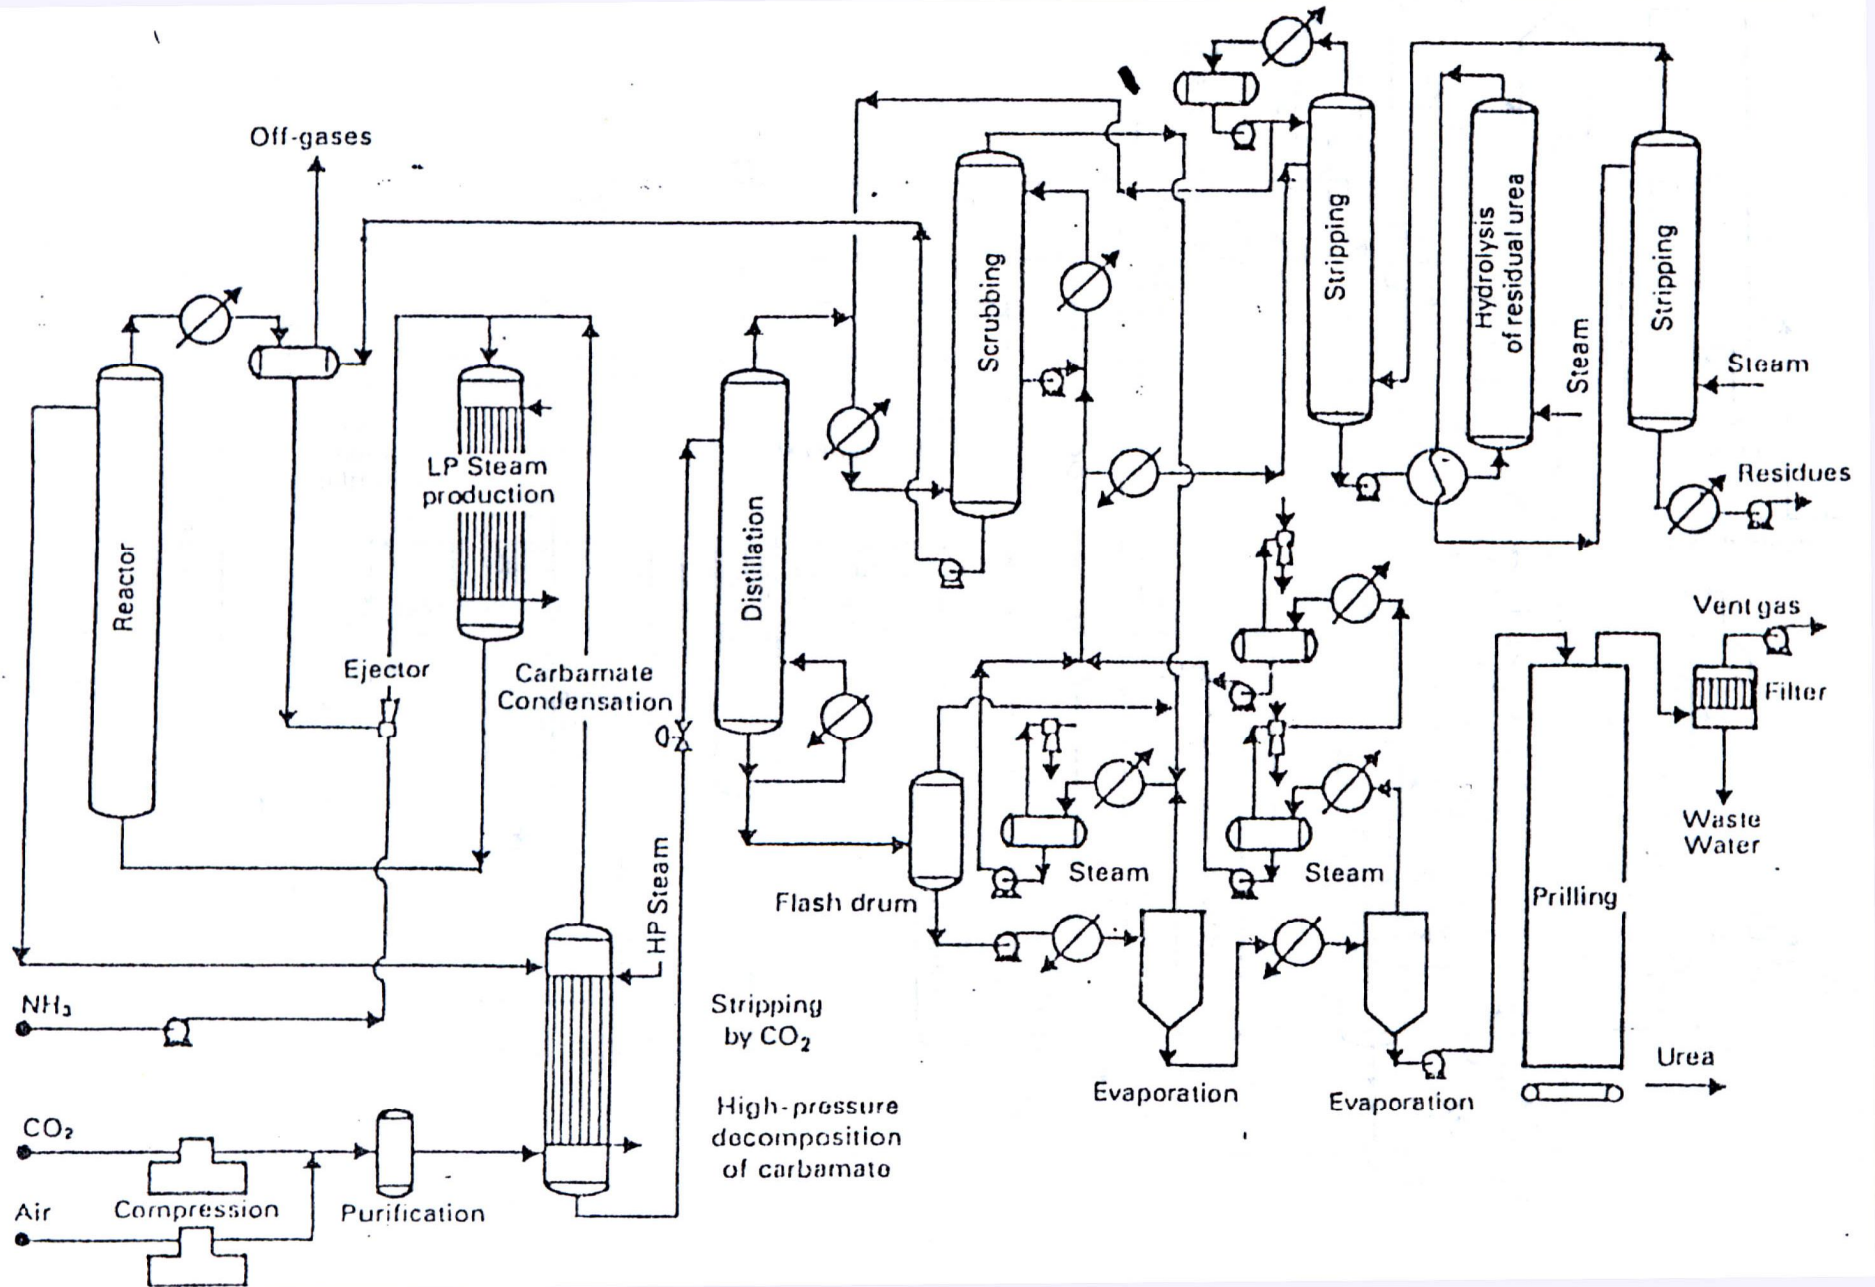 Off-gases
Reactor
LP Steam
production
Ejector
Carbamate
Condensation
Distillation
Scrubbing
Stripping
Hydrolysis
of residual urea
Steam
Stripping
Steam
Residues
Vent gas
Filter
Waste
Water
Prilling
Urea
Flash drum
Steam
Steam
HP Steam
Evaporation
Evaporation
NH₃
Stripping
by CO₂
High-pressure
decomposition
of carbamate
CO₂
Compression
Purification
Air